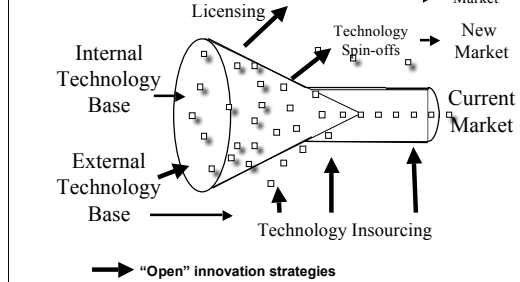 Market
Licensing
Technology
Spin-offs
New
Market
Internal
Technology
Base
Current
Market
External
Technology
Base
Technology Insourcing
"Open" innovation strategies